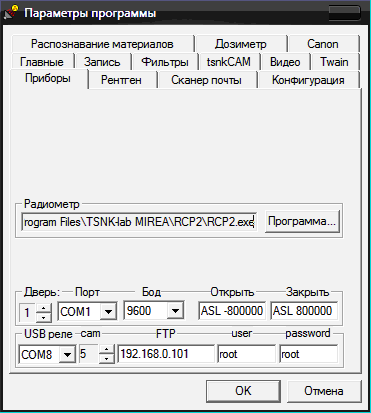 Параметры программы
Распознавание материалов Дозиметр Canon
Главные Запись Фильтры tsnkCAM Видео Twain
Приборы Рентген Сканер почты Конфигурация
Радиометр
rogram Files\TSNK-lab MIREA\RCP2\RCP2.exe Программа...
Дверь: Порт Бод Открыть Закрыть
1 COM1 9600 ASL -800000 ASL 800000
USB реле cam FTP user password
COM8 5 192.168.0.101 root root
OK Отмена